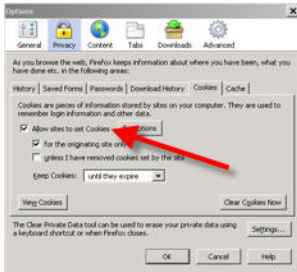 Options
General Privacy Content Tabs Downloads Advanced
As you browse the web, Firefox keeps information about where you have been, what you
have done etc. in the following areas:
History Saved Forms Passwords Download History Cookies Cache
Cookies are pieces of information stored by sites on your computer. They are used to
remember login information and other data.
Allow sites to set Cookies
for the originating site only
unless I have removed cookies set by the site
Keep Cookies: until they expire
View Cookies Clear Cookies Now
The Clear Private Data tool can be used to erase your private data using
a keyboard shortcut or when Firefox closes.
Settings...
OK Cancel Help